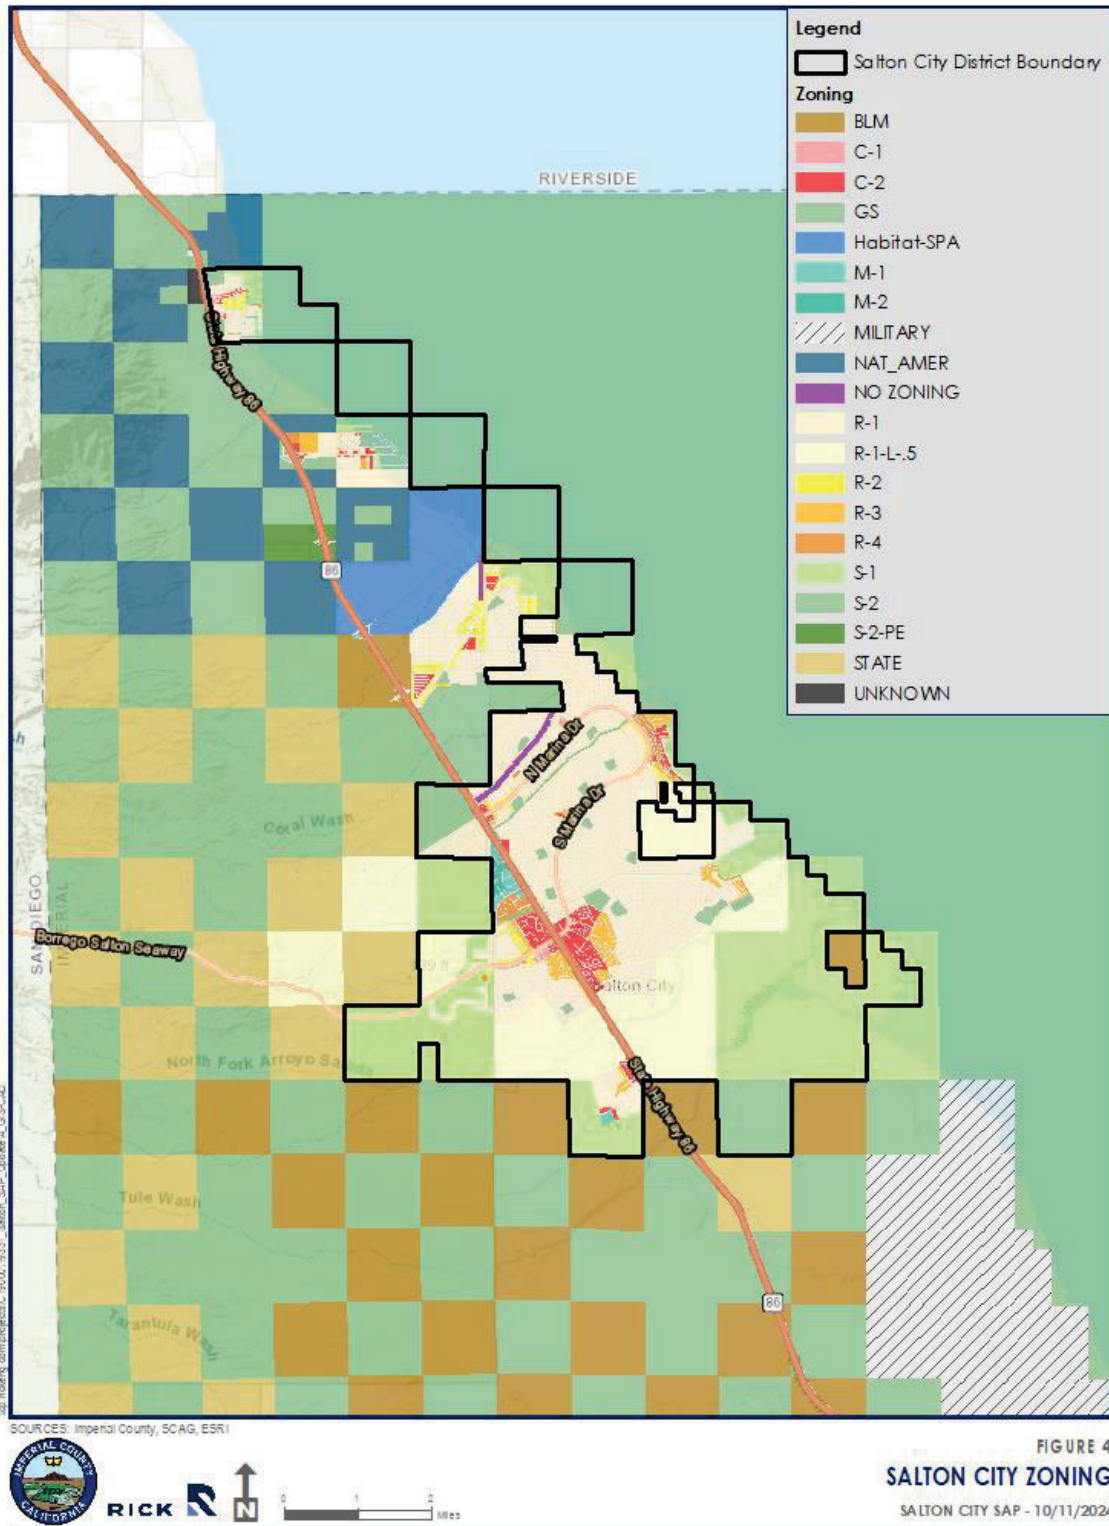 Legend
Salton City District Boundary
Zoning
BLM
C-1
C-2
GS
Habitat-SPA
M-1
M-2
MILITARY
NAT_AMER
NO ZONING
R-1
R-1-L-.5
R-2
R-3
R-4
S-1
S-2
S-2-PE
STATE
UNKNOWN
RIVERSIDE
State Highway 86
86
N Marina Dr
S Marina Dr
Coral Wash
SAN DIEGO
IMPERIAL
Borrego Salton Seaway
Salton City
North Fork Arroyo Salada
State Highway 86
Tule Wash
86
Tarantula Wash
SOURCES: Imperial County, SCAG, ESRI
IMPERIAL COUNTY
CALIFORNIA
RICK
N
0 1 2
Miles
FIGURE 4
SALTON CITY ZONING
SALTON CITY SAP - 10/11/2024